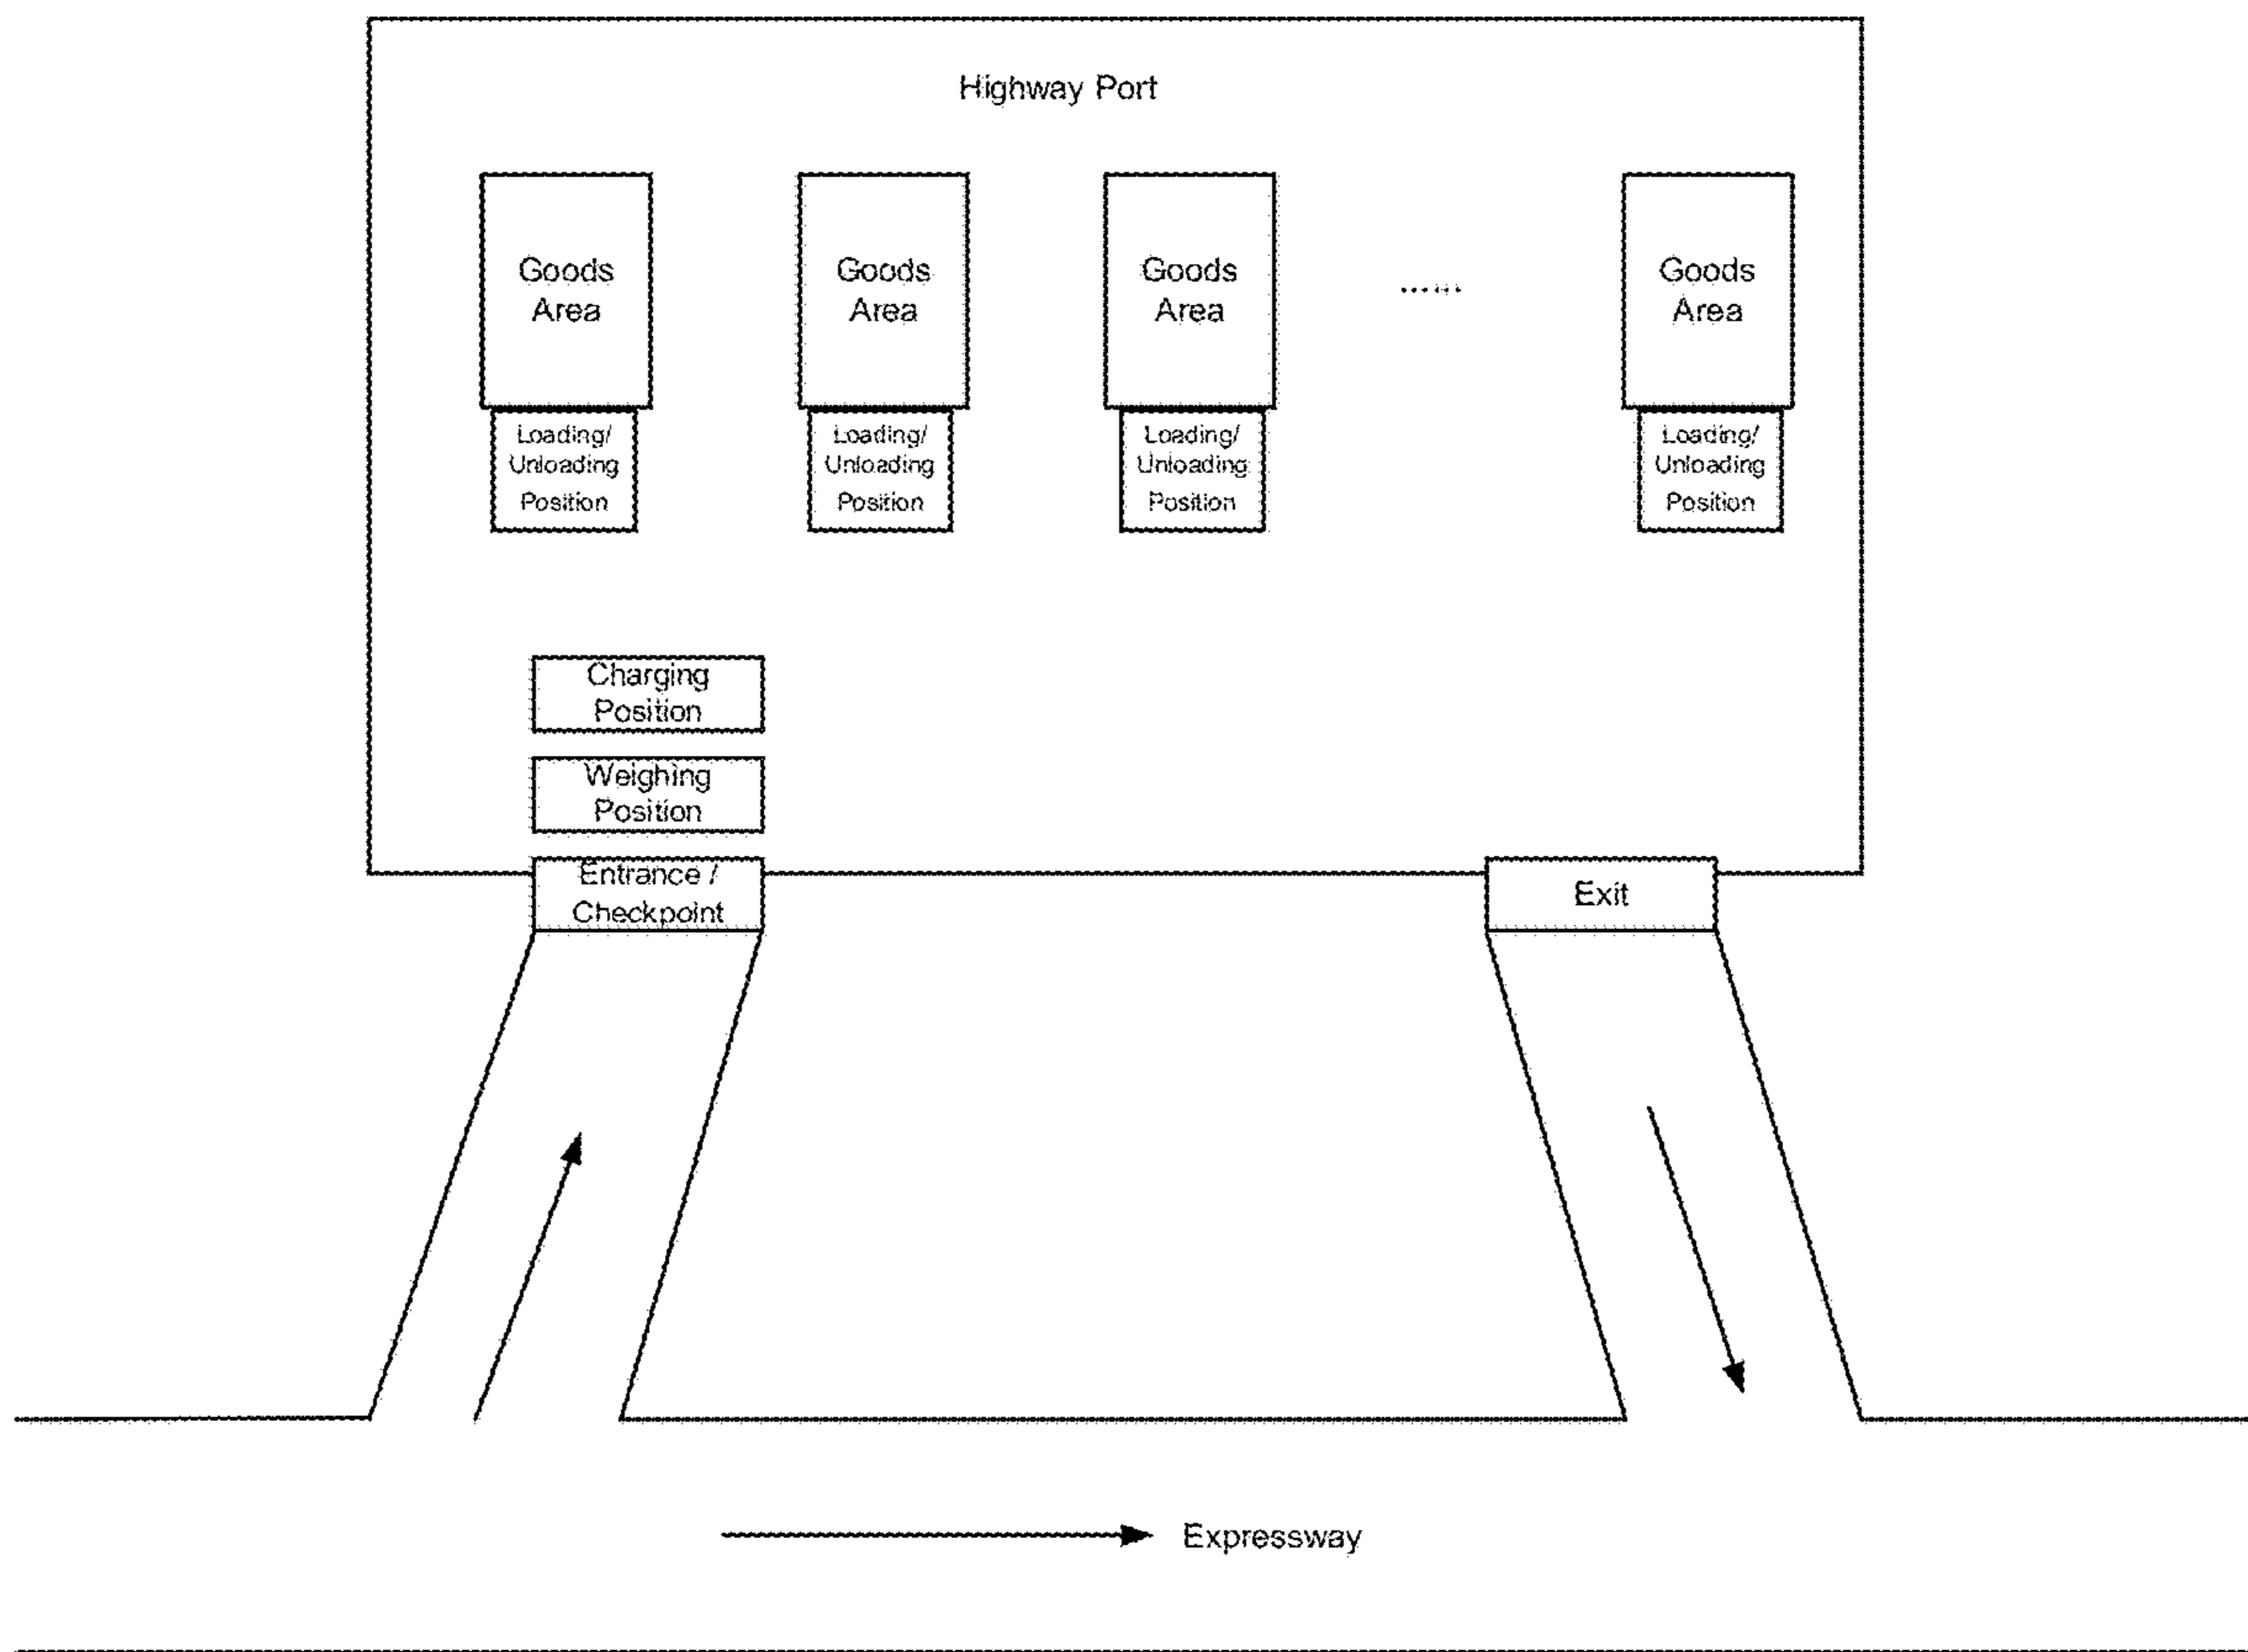 Highway Port
Goods
Area
Goods
Area
Goods
Area
......
Goods
Area
Loading/
Unloading
Position
Loading/
Unloading
Position
Loading/
Unloading
Position
Loading/
Unloading
Position
Charging
Position
Weighing
Position
Entrance /
Checkpoint
Exit
Expressway